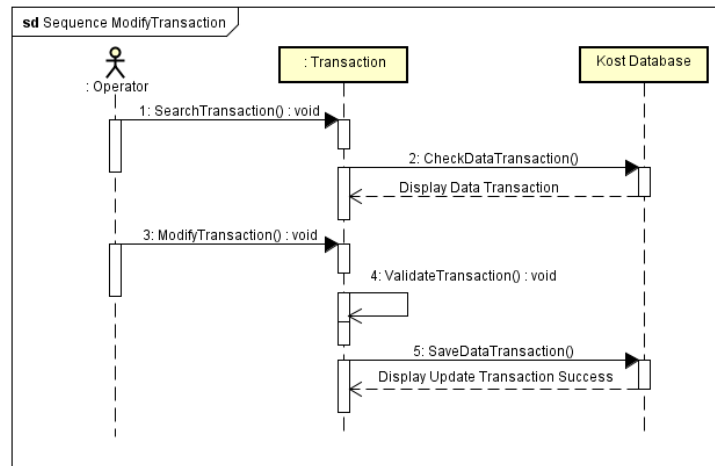 sd Sequence ModifyTransaction
: Operator
: Transaction
Kost Database
1: SearchTransaction() : void
2: CheckDataTransaction()
Display Data Transaction
3: ModifyTransaction() : void
4: ValidateTransaction() : void
5: SaveDataTransaction()
Display Update Transaction Success